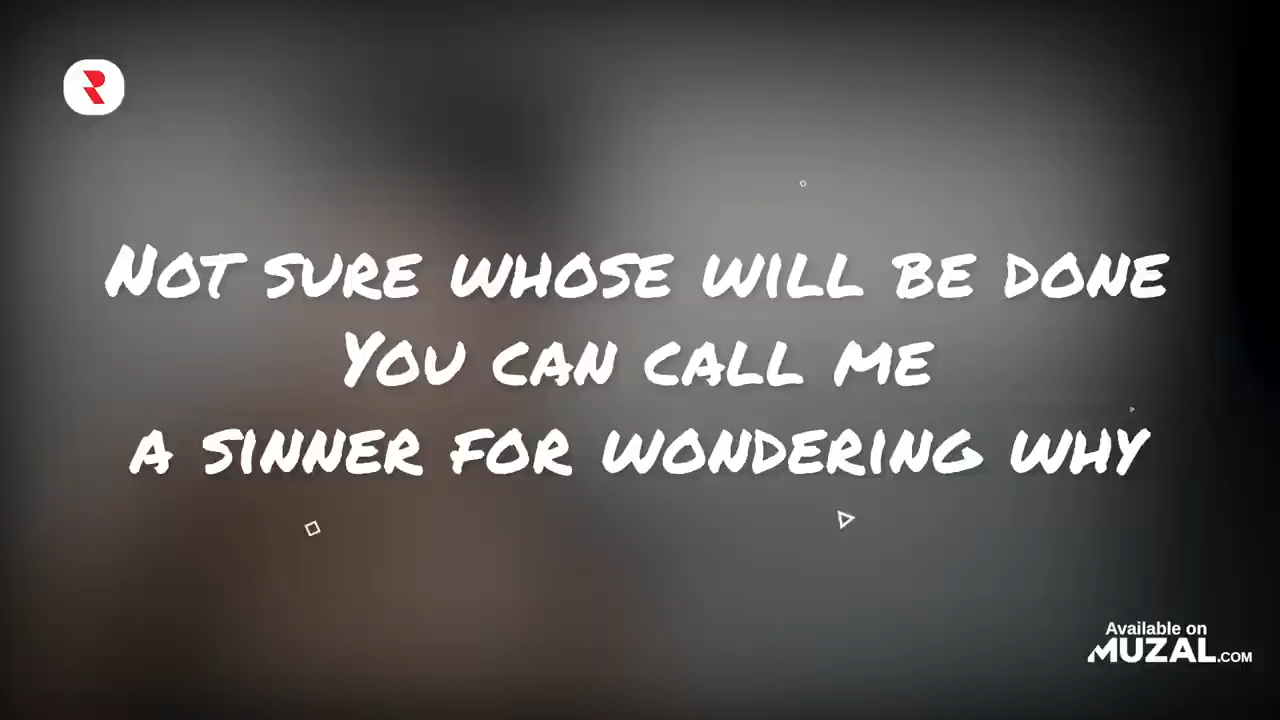 Not sure whose will be done
You can call me
a sinner for wondering why
Available on
MUZAL.COM